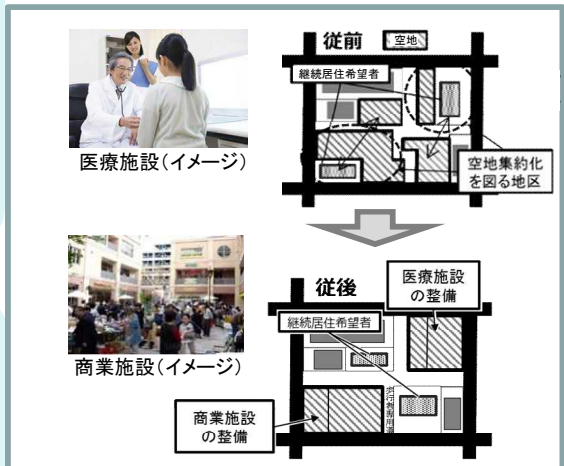 従前
空地
継続居住希望者
医療施設(イメージ)
空地集約化
を図る地区
従後
医療施設
の整備
継続居住希望者
商業施設(イメージ)
歩行者専用道
商業施設
の整備